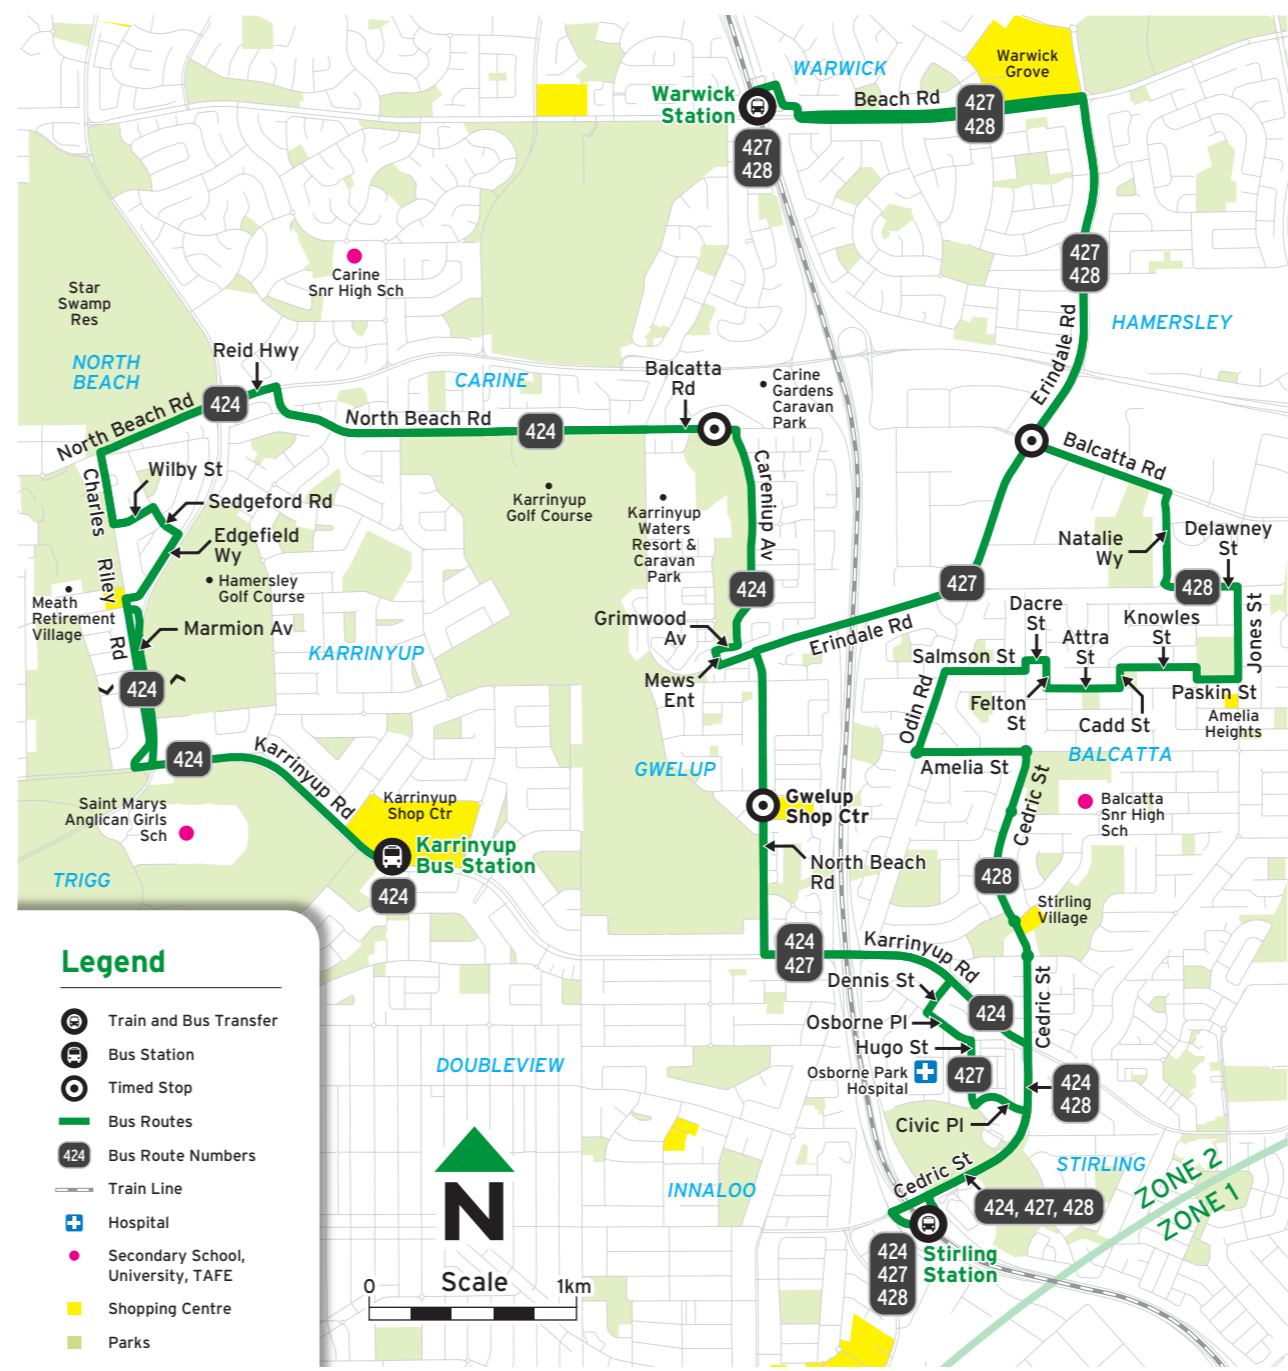 WARWICK
Warwick
Grove
Warwick
Station
Beach Rd
427
428
427
428
Carine
Snr High Sch
Star
Swamp
Res
427
428
HAMERSLEY
NORTH
BEACH
Reid Hwy
CARINE
Balcatta
Rd
Carine
Gardens
Caravan
Park
Erindale Rd
North Beach Rd
424
North Beach Rd
424
Balcatta Rd
Charles
Riley
Rd
Wilby St
Sedgeford Rd
Edgefield
Wy
Karrinyup
Golf Course
Karrinyup
Waters
Resort &
Caravan
Park
Careniup Av
Natalie
Wy
Delawney
St
Hamersley
Golf Course
Meath
Retirement
Village
Marmion Av
424
427
428
Grimwood
Av
Erindale Rd
Dacre
St
Attra
St
Knowles
St
Jones St
KARRINYUP
Mews
Ent
Salmson St
Odin Rd
Felton
St
Cadd St
Paskin St
Amelia
Heights
424
424
Karrinyup Rd
GWELUP
Amelia St
BALCATTA
Saint Marys
Anglican Girls
Sch
Karrinyup
Shop Ctr
Gwelup
Shop Ctr
Cedric St
Balcatta
Snr High
Sch
Karrinyup
Bus Station
424
North Beach
Rd
428
TRIGG
Stirling
Village
424
427
Karrinyup Rd
Dennis St
Cedric St
424
Osborne Pl
Hugo St
Osborne Park
Hospital
427
424
428
DOUBLEVIEW
Civic Pl
INNALOO
Cedric St
STIRLING
424, 427, 428
ZONE 2
ZONE 1
424
427
428
Stirling
Station
Legend
Train and Bus Transfer
Bus Station
Timed Stop
Bus Routes
424
Bus Route Numbers
Train Line
Hospital
Secondary School,
University, TAFE
Shopping Centre
Parks
N
Scale
0
1km